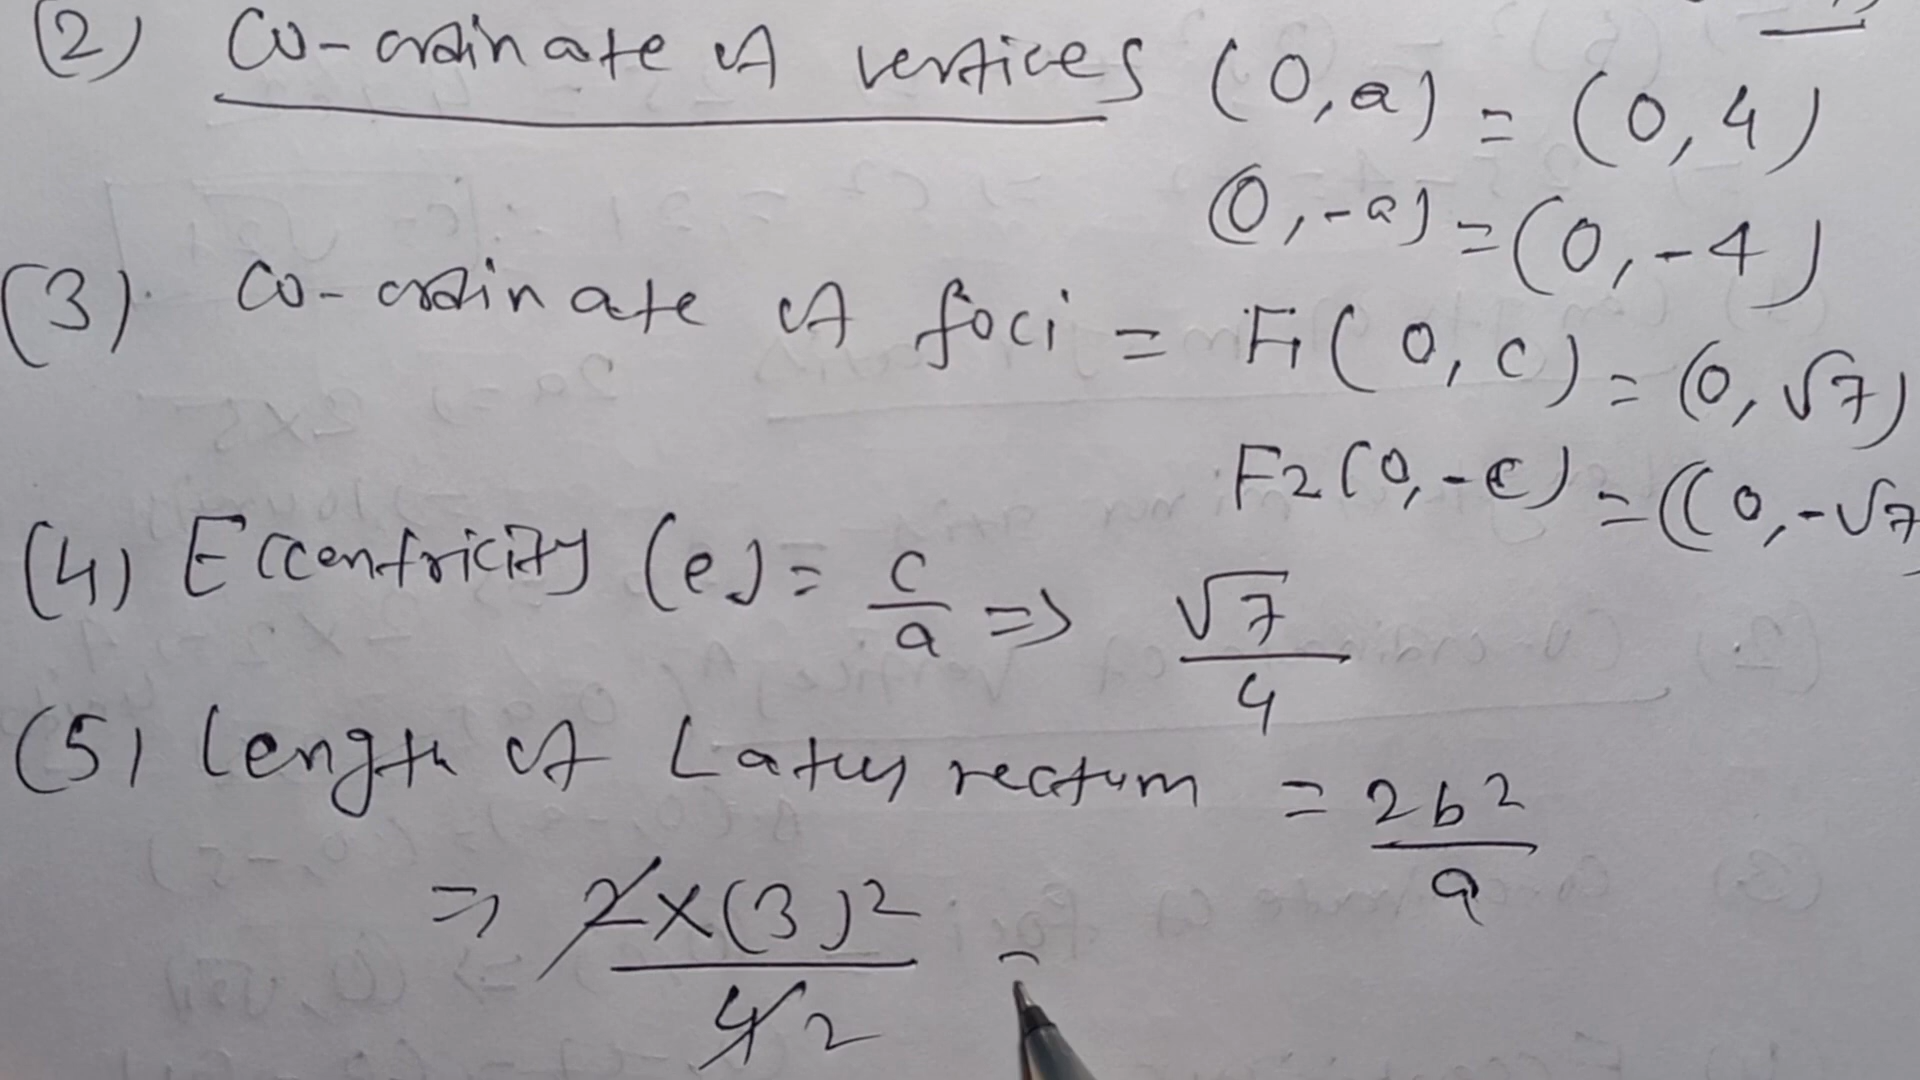 (2) Co-ordinate of vertices (0,a) = (0,4)
(0,-a) = (0,-4)
(3) Co-ordinate of foci = F1(0,c) = (0,√7)
F2(0,-c) = ((0,-√7
(4) Eccentricity (e) = c/a => √7/4
(5) Length of Latus rectum = 2b²/a
=> 2×(3)²/4 2 =